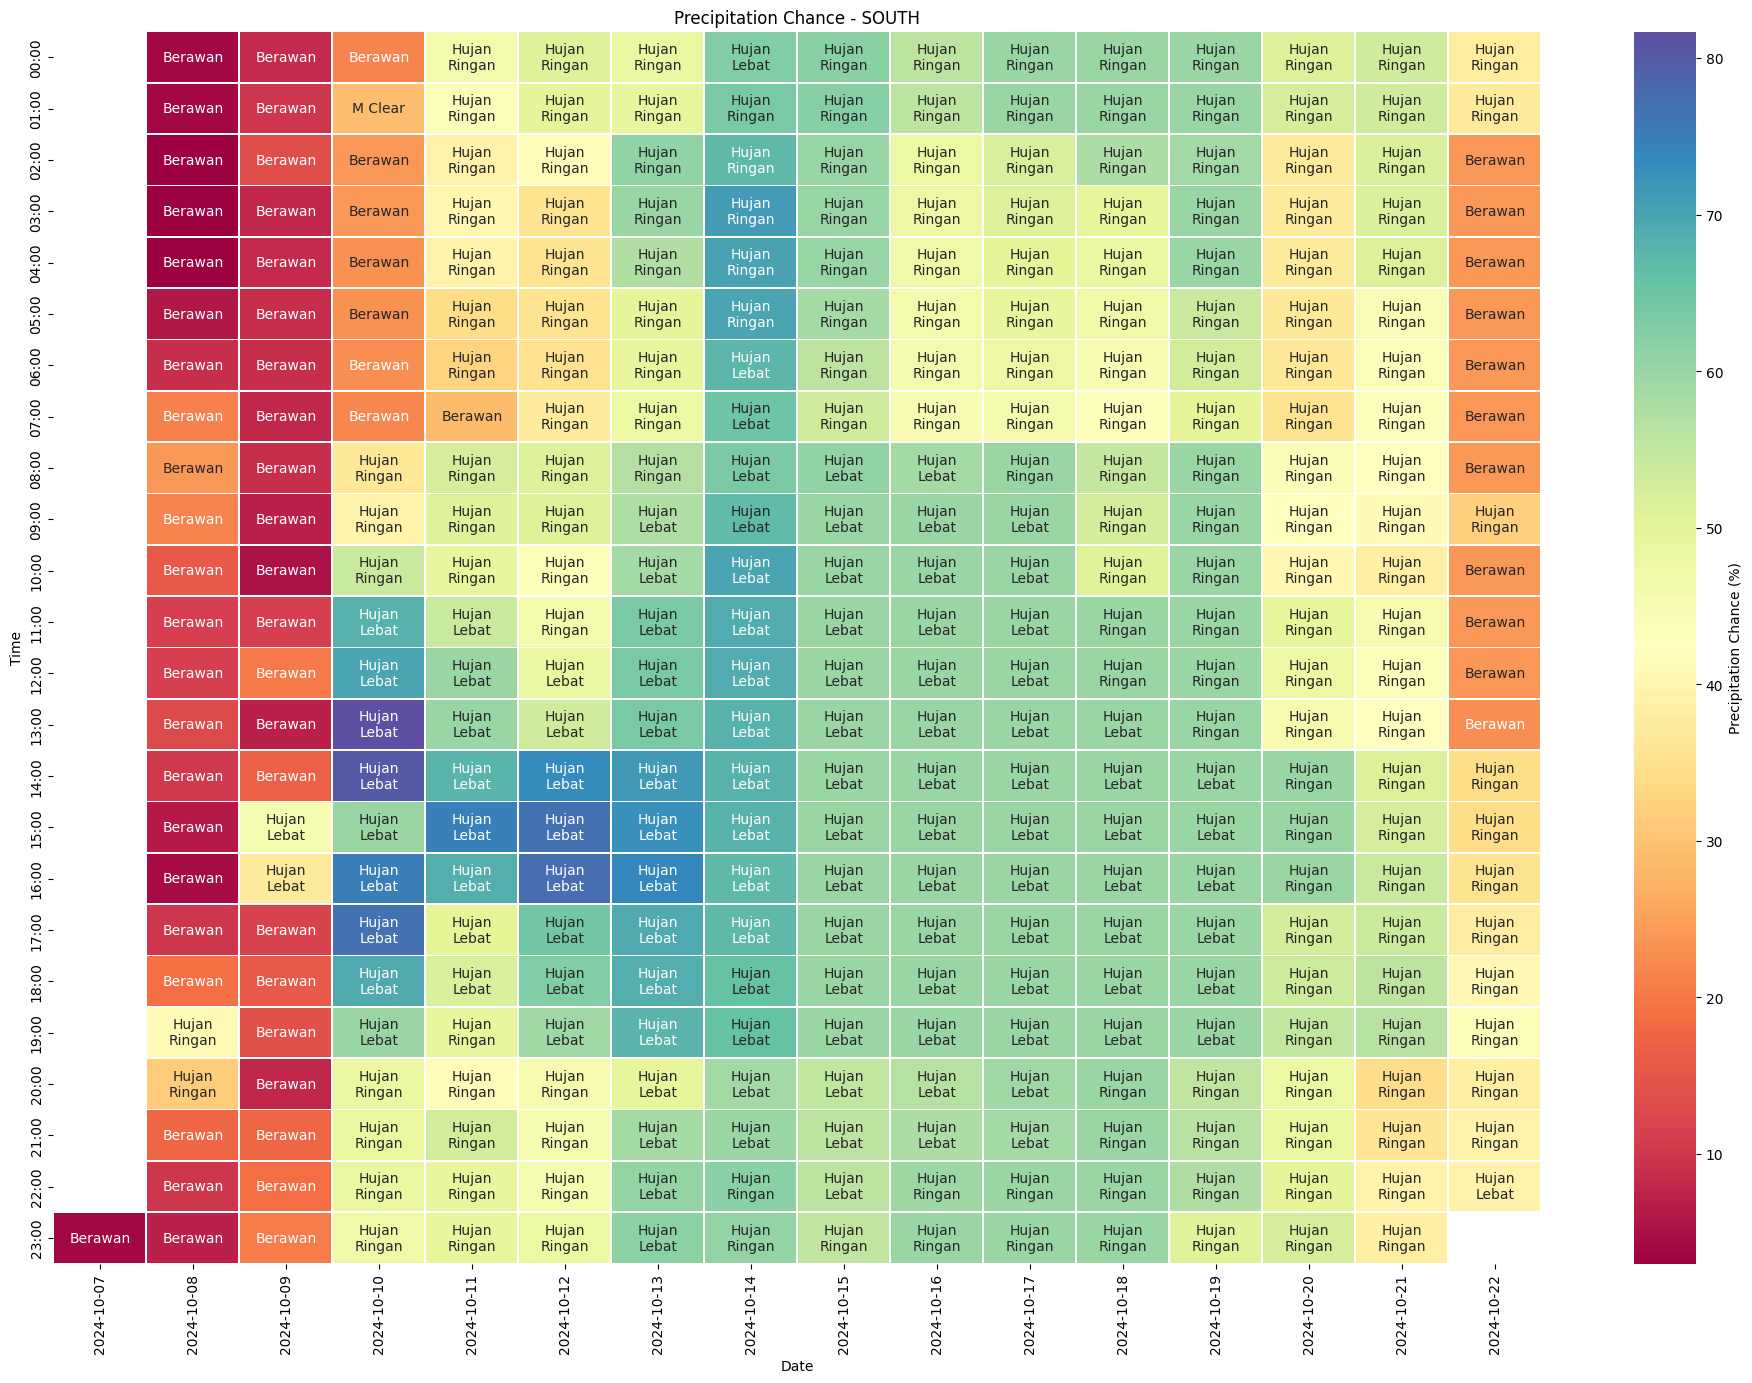 Precipitation Chance - SOUTH
Time
00:00 Berawan Berawan Berawan Hujan Ringan Hujan Ringan Hujan Ringan Hujan Lebat Hujan Ringan Hujan Ringan Hujan Ringan Hujan Ringan Hujan Ringan Hujan Ringan Hujan Ringan Hujan Ringan
01:00 Berawan Berawan M Clear Hujan Ringan Hujan Ringan Hujan Ringan Hujan Ringan Hujan Ringan Hujan Ringan Hujan Ringan Hujan Ringan Hujan Ringan Hujan Ringan Hujan Ringan Hujan Ringan
02:00 Berawan Berawan Berawan Hujan Ringan Hujan Ringan Hujan Ringan Hujan Ringan Hujan Ringan Hujan Ringan Hujan Ringan Hujan Ringan Hujan Ringan Hujan Ringan Hujan Ringan Berawan
03:00 Berawan Berawan Berawan Hujan Ringan Hujan Ringan Hujan Ringan Hujan Ringan Hujan Ringan Hujan Ringan Hujan Ringan Hujan Ringan Hujan Ringan Hujan Ringan Hujan Ringan Berawan
04:00 Berawan Berawan Berawan Hujan Ringan Hujan Ringan Hujan Ringan Hujan Ringan Hujan Ringan Hujan Ringan Hujan Ringan Hujan Ringan Hujan Ringan Hujan Ringan Hujan Ringan Berawan
05:00 Berawan Berawan Berawan Hujan Ringan Hujan Ringan Hujan Ringan Hujan Ringan Hujan Ringan Hujan Ringan Hujan Ringan Hujan Ringan Hujan Ringan Hujan Ringan Hujan Ringan Berawan
06:00 Berawan Berawan Berawan Hujan Ringan Hujan Ringan Hujan Ringan Hujan Lebat Hujan Ringan Hujan Ringan Hujan Ringan Hujan Ringan Hujan Ringan Hujan Ringan Hujan Ringan Berawan
07:00 Berawan Berawan Berawan Berawan Hujan Ringan Hujan Ringan Hujan Lebat Hujan Ringan Hujan Ringan Hujan Ringan Hujan Ringan Hujan Ringan Hujan Ringan Hujan Ringan Berawan
08:00 Berawan Berawan Hujan Ringan Hujan Ringan Hujan Ringan Hujan Ringan Hujan Lebat Hujan Lebat Hujan Lebat Hujan Ringan Hujan Ringan Hujan Ringan Hujan Ringan Hujan Ringan Berawan
09:00 Berawan Berawan Hujan Ringan Hujan Ringan Hujan Ringan Hujan Lebat Hujan Lebat Hujan Lebat Hujan Lebat Hujan Lebat Hujan Ringan Hujan Ringan Hujan Ringan Hujan Ringan Hujan Ringan
10:00 Berawan Berawan Hujan Ringan Hujan Ringan Hujan Ringan Hujan Lebat Hujan Lebat Hujan Lebat Hujan Lebat Hujan Lebat Hujan Ringan Hujan Ringan Hujan Ringan Hujan Ringan Berawan
11:00 Berawan Berawan Hujan Lebat Hujan Lebat Hujan Ringan Hujan Lebat Hujan Lebat Hujan Lebat Hujan Lebat Hujan Lebat Hujan Ringan Hujan Ringan Hujan Ringan Hujan Ringan Berawan
12:00 Berawan Berawan Hujan Lebat Hujan Lebat Hujan Lebat Hujan Lebat Hujan Lebat Hujan Lebat Hujan Lebat Hujan Lebat Hujan Ringan Hujan Ringan Hujan Ringan Hujan Ringan Berawan
13:00 Berawan Berawan Hujan Lebat Hujan Lebat Hujan Lebat Hujan Lebat Hujan Lebat Hujan Lebat Hujan Lebat Hujan Lebat Hujan Lebat Hujan Ringan Hujan Ringan Hujan Ringan Berawan
14:00 Berawan Berawan Hujan Lebat Hujan Lebat Hujan Lebat Hujan Lebat Hujan Lebat Hujan Lebat Hujan Lebat Hujan Lebat Hujan Lebat Hujan Lebat Hujan Ringan Hujan Ringan Hujan Ringan
15:00 Berawan Hujan Lebat Hujan Lebat Hujan Lebat Hujan Lebat Hujan Lebat Hujan Lebat Hujan Lebat Hujan Lebat Hujan Lebat Hujan Lebat Hujan Lebat Hujan Ringan Hujan Ringan Hujan Ringan
16:00 Berawan Hujan Lebat Hujan Lebat Hujan Lebat Hujan Lebat Hujan Lebat Hujan Lebat Hujan Lebat Hujan Lebat Hujan Lebat Hujan Lebat Hujan Lebat Hujan Ringan Hujan Ringan Hujan Ringan
17:00 Berawan Berawan Hujan Lebat Hujan Lebat Hujan Lebat Hujan Lebat Hujan Lebat Hujan Lebat Hujan Lebat Hujan Lebat Hujan Lebat Hujan Lebat Hujan Ringan Hujan Ringan Hujan Ringan
18:00 Berawan Berawan Hujan Lebat Hujan Lebat Hujan Lebat Hujan Lebat Hujan Lebat Hujan Lebat Hujan Lebat Hujan Lebat Hujan Lebat Hujan Lebat Hujan Ringan Hujan Ringan Hujan Ringan
19:00 Hujan Ringan Berawan Hujan Lebat Hujan Ringan Hujan Lebat Hujan Lebat Hujan Lebat Hujan Lebat Hujan Lebat Hujan Lebat Hujan Lebat Hujan Lebat Hujan Ringan Hujan Ringan Hujan Ringan
20:00 Hujan Ringan Berawan Hujan Ringan Hujan Ringan Hujan Ringan Hujan Lebat Hujan Lebat Hujan Lebat Hujan Lebat Hujan Lebat Hujan Ringan Hujan Ringan Hujan Ringan Hujan Ringan Hujan Ringan
21:00 Berawan Berawan Hujan Ringan Hujan Ringan Hujan Ringan Hujan Lebat Hujan Lebat Hujan Lebat Hujan Lebat Hujan Lebat Hujan Ringan Hujan Ringan Hujan Ringan Hujan Ringan Hujan Ringan
22:00 Berawan Berawan Hujan Ringan Hujan Ringan Hujan Ringan Hujan Lebat Hujan Ringan Hujan Lebat Hujan Ringan Hujan Ringan Hujan Ringan Hujan Ringan Hujan Ringan Hujan Ringan Hujan Lebat
23:00 Berawan Berawan Berawan Hujan Ringan Hujan Ringan Hujan Ringan Hujan Lebat Hujan Ringan Hujan Ringan Hujan Ringan Hujan Ringan Hujan Ringan Hujan Ringan Hujan Ringan Hujan Ringan
2024-10-07
2024-10-08
2024-10-09
2024-10-10
2024-10-11
2024-10-12
2024-10-13
2024-10-14
2024-10-15
2024-10-16
2024-10-17
2024-10-18
2024-10-19
2024-10-20
2024-10-21
2024-10-22
Date
80
70
60
50
40
30
20
10
Precipitation Chance (%)